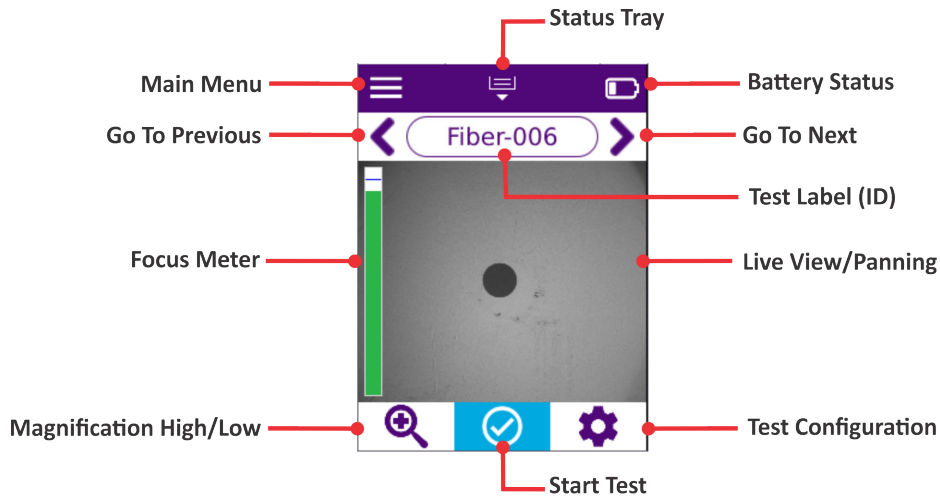 Status Tray
Main Menu
Battery Status
Go To Previous
Fiber-006
Go To Next
Test Label (ID)
Focus Meter
Live View/Panning
Magnification High/Low
Test Configuration
Start Test